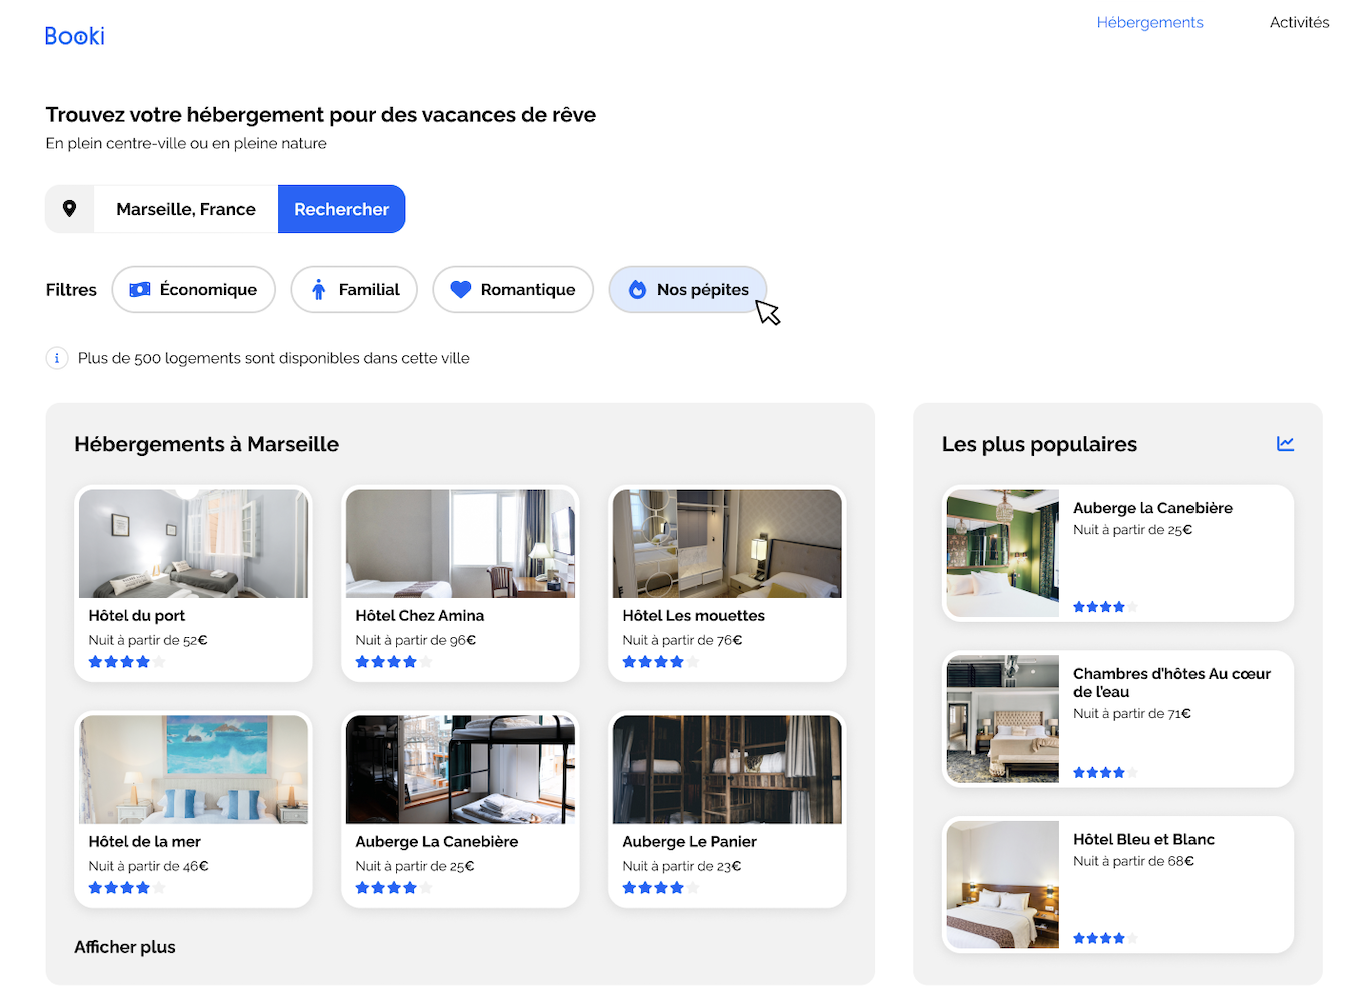 Booki
Hébergements
Activités
Trouvez votre hébergement pour des vacances de rêve
En plein centre-ville ou en pleine nature
Marseille, France
Rechercher
Filtres
Économique
Familial
Romantique
Nos pépites
Plus de 500 logements sont disponibles dans cette ville
Hébergements à Marseille
Hôtel du port
Nuit à partir de 52€
Hôtel Chez Amina
Nuit à partir de 96€
Hôtel Les mouettes
Nuit à partir de 76€
Hôtel de la mer
Nuit à partir de 46€
Auberge La Canebière
Nuit à partir de 25€
Auberge Le Panier
Nuit à partir de 23€
Afficher plus
Les plus populaires
Auberge la Canebière
Nuit à partir de 25€
Chambres d’hôtes Au cœur
de l’eau
Nuit à partir de 71€
Hôtel Bleu et Blanc
Nuit à partir de 68€